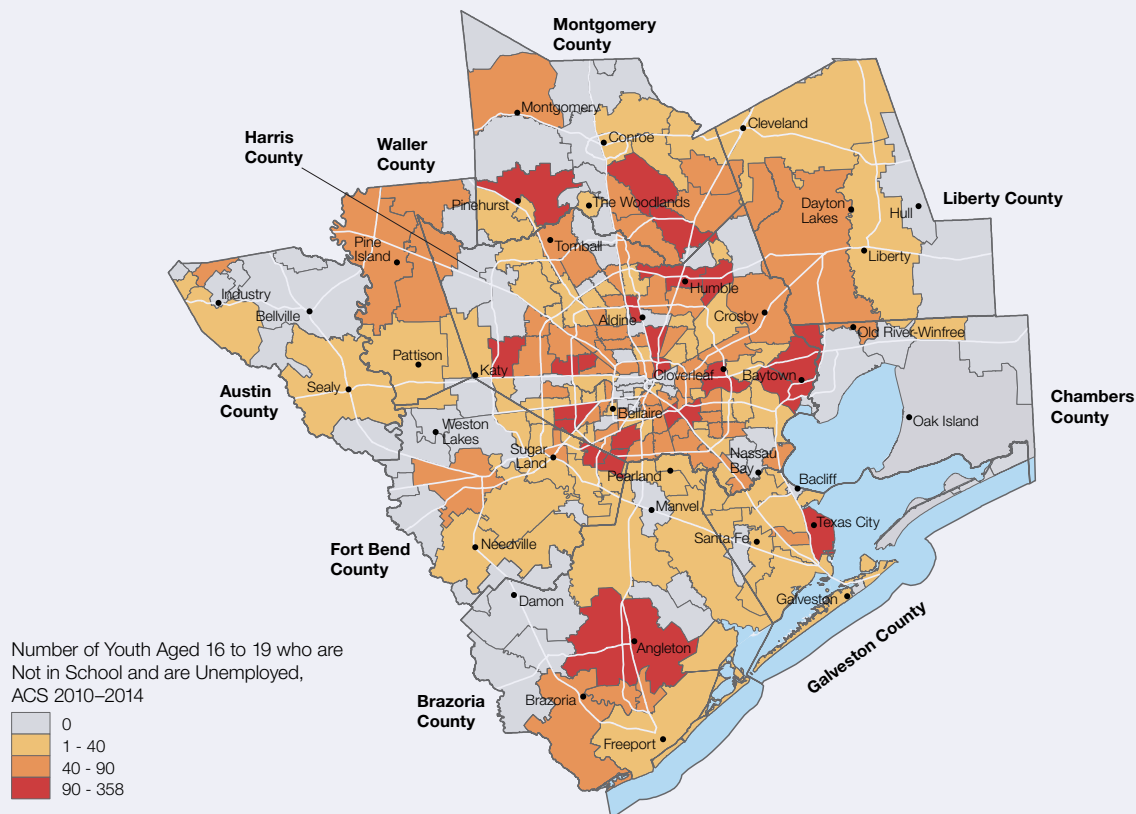 Montgomery
County
Montgomery
Cleveland
Conroe
Harris
County
Waller
County
Pinehurst
The Woodlands
Dayton
Lakes
Hull
Liberty County
Pine
Island
Tomball
Liberty
Industry
Humble
Bellville
Aldine
Crosby
Old River-Winfree
Pattison
Katy
Cloverleaf
Baytown
Austin
County
Sealy
Bellaire
Chambers
County
Weston
Lakes
Oak Island
Sugar
Land
Nassau
Bay
Pearland
Bacliff
Manvel
Texas City
Santa Fe
Fort Bend
County
Needville
Damon
Galveston
Galveston County
Angleton
Number of Youth Aged 16 to 19 who are
Not in School and are Unemployed,
ACS 2010–2014
0
1 - 40
40 - 90
90 - 358
Brazoria
County
Brazoria
Freeport